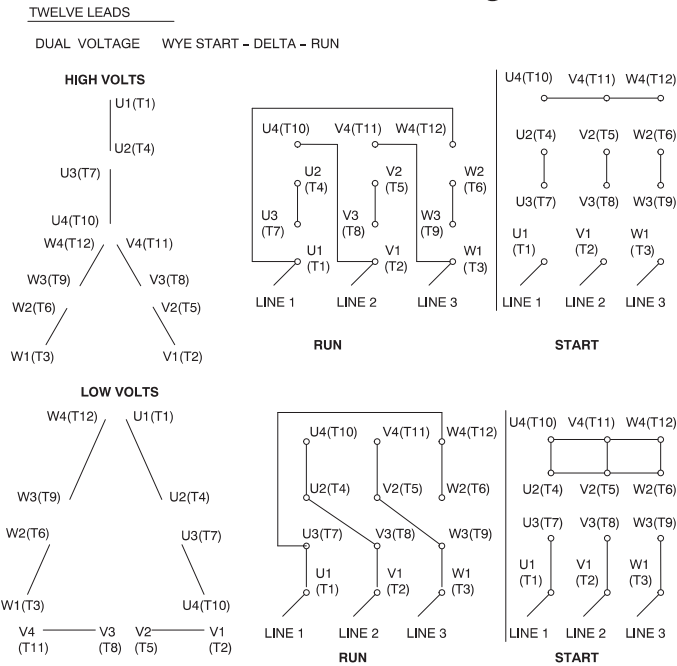 TWELVE LEADS
DUAL VOLTAGE WYE START – DELTA – RUN
HIGH VOLTS
U1(T1)
U2(T4)
U3(T7)
U4(T10)
W4(T12) V4(T11)
W3(T9) V3(T8)
W2(T6) V2(T5)
W1(T3) V1(T2)
U4(T10) V4(T11) W4(T12)
U2 V2 W2
(T4) (T5) (T6)
U3 V3 W3
(T7) (T8) (T9)
U1 V1 W1
(T1) (T2) (T3)
LINE 1 LINE 2 LINE 3
RUN
U4(T10) V4(T11) W4(T12)
U2(T4) V2(T5) W2(T6)
U3(T7) V3(T8) W3(T9)
U1 V1 W1
(T1) (T2) (T3)
LINE 1 LINE 2 LINE 3
START
LOW VOLTS
W4(T12) U1(T1)
W3(T9) U2(T4)
W2(T6) U3(T7)
W1(T3) U4(T10)
V4 V3 V2 V1
(T11) (T8) (T5) (T2)
U4(T10) V4(T11) W4(T12)
U2(T4) V2(T5) W2(T6)
U3(T7) V3(T8) W3(T9)
U1 V1 W1
(T1) (T2) (T3)
LINE 1 LINE 2 LINE 3
RUN
U4(T10) V4(T11) W4(T12)
U2(T4) V2(T5) W2(T6)
U3(T7) V3(T8) W3(T9)
U1 V1 W1
(T1) (T2) (T3)
LINE 1 LINE 2 LINE 3
START